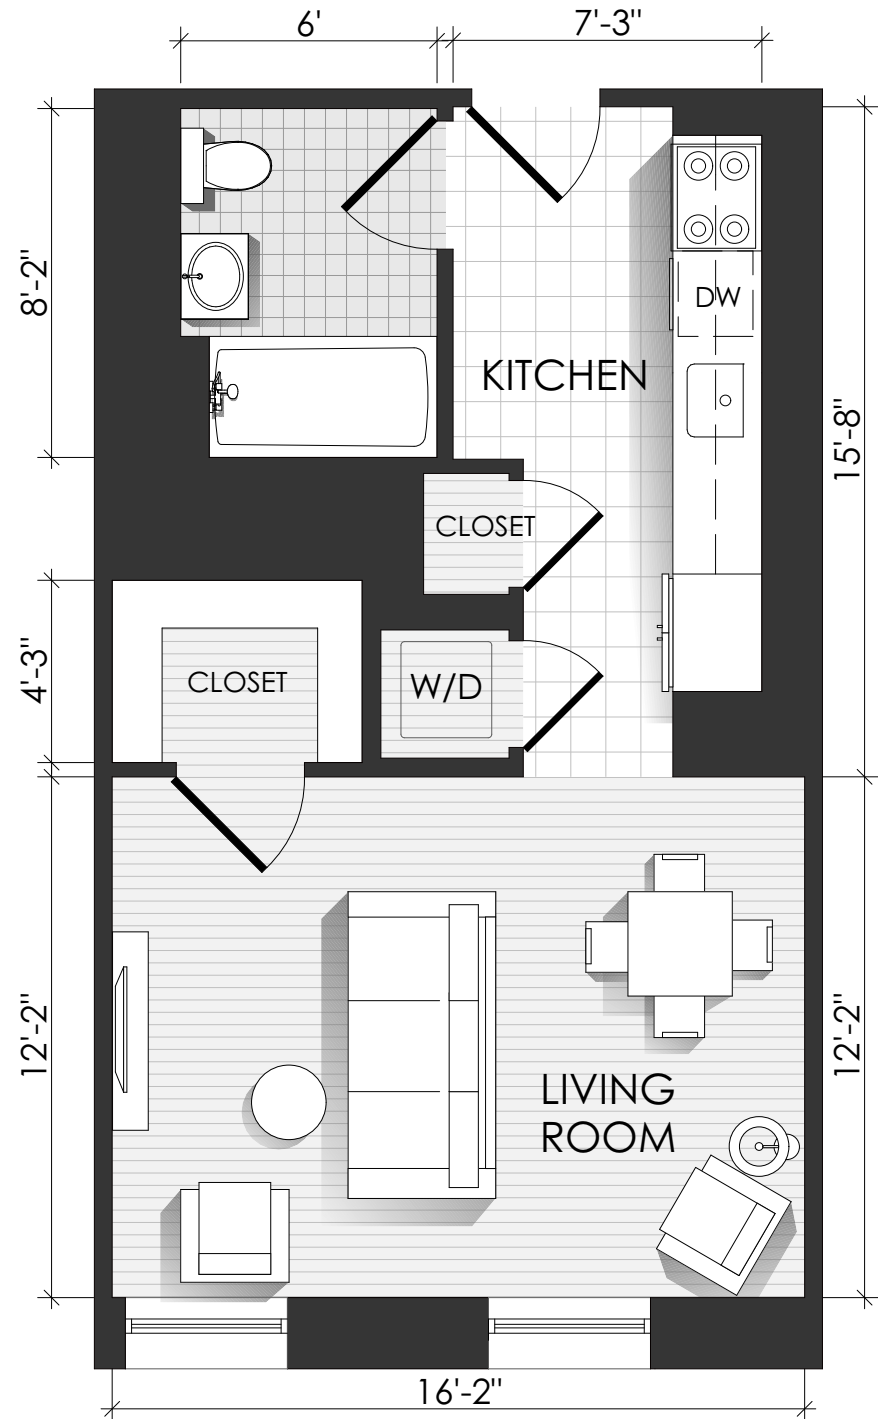 6'
7'-3"
8'-2"
DW
KITCHEN
15'-8"
CLOSET
4'-3"
CLOSET
W/D
12'-2"
12'-2"
LIVING
ROOM
16'-2"